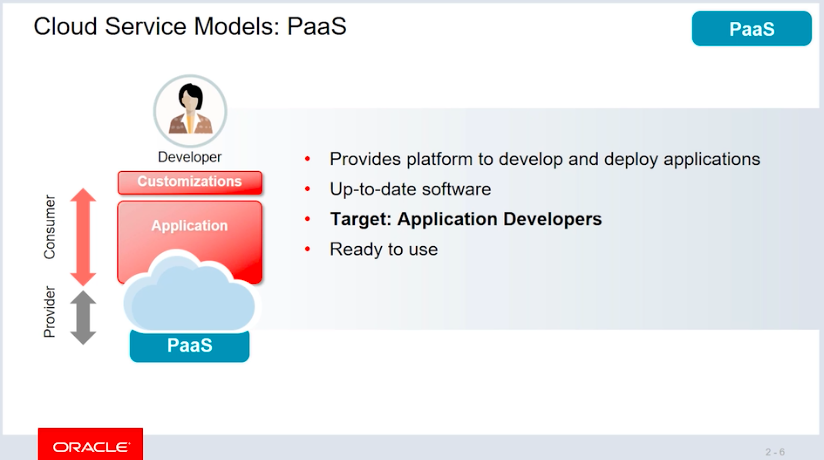 Cloud Service Models: PaaS
PaaS
Developer
Customizations
Application
Consumer
Provider
PaaS
• Provides platform to develop and deploy applications
• Up-to-date software
• Target: Application Developers
• Ready to use
ORACLE
2 - 6